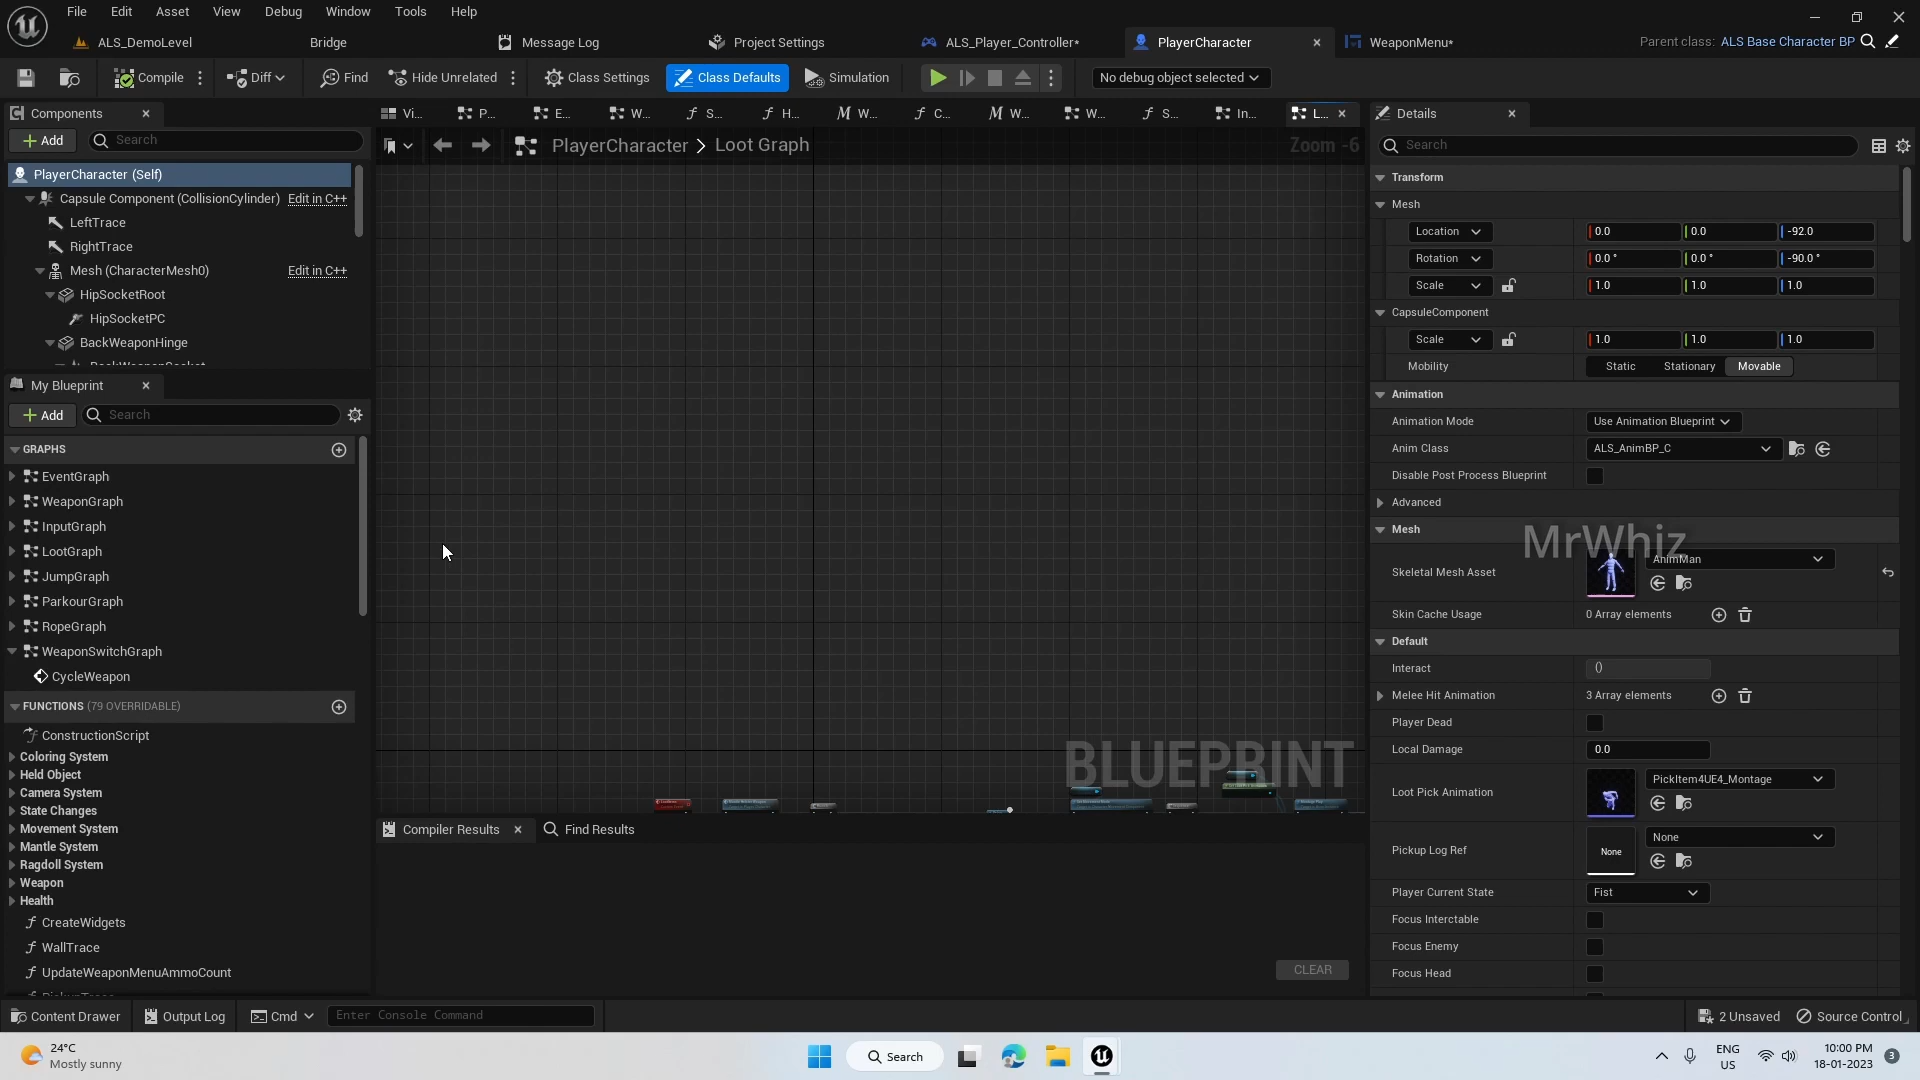 File Edit Asset View Debug Window Tools Help
ALS_DemoLevel Bridge Message Log Project Settings ALS_Player_Controller* PlayerCharacter WeaponMenu* Parent class: ALS Base Character BP
Compile Diff Find Hide Unrelated Class Settings Class Defaults Simulation No debug object selected
Components
Add Search
PlayerCharacter (Self)
Capsule Component (CollisionCylinder) Edit in C++
LeftTrace
RightTrace
Mesh (CharacterMesh0) Edit in C++
HipSocketRoot
HipSocketPC
BackWeaponHinge
BackWeaponSocket
My Blueprint
Add Search
GRAPHS
EventGraph
WeaponGraph
InputGraph
LootGraph
JumpGraph
ParkourGraph
RopeGraph
WeaponSwitchGraph
CycleWeapon
FUNCTIONS (79 OVERRIDABLE)
ConstructionScript
Coloring System
Held Object
Camera System
State Changes
Movement System
Mantle System
Ragdoll System
Weapon
Health
CreateWidgets
WallTrace
UpdateWeaponMenuAmmoCount
Vi... P... E... W... S... H... W... C... W... W... S... In... L...
PlayerCharacter > Loot Graph Zoom -6
BLUEPRINT
Compiler Results Find Results
CLEAR
Details
Search
Transform
Mesh
Location 0.0 0.0 -92.0
Rotation 0.0 ° 0.0 ° -90.0 °
Scale 1.0 1.0 1.0
CapsuleComponent
Scale 1.0 1.0 1.0
Mobility Static Stationary Movable
Animation
Animation Mode Use Animation Blueprint
Anim Class ALS_AnimBP_C
Disable Post Process Blueprint
Advanced
Mesh
MrWhiz
Skeletal Mesh Asset AnimMan
Skin Cache Usage 0 Array elements
Default
Interact ()
Melee Hit Animation 3 Array elements
Player Dead
Local Damage 0.0
Loot Pick Animation PickItem4UE4_Montage
Pickup Log Ref None None
Player Current State Fist
Focus Interctable
Focus Enemy
Focus Head
Content Drawer Output Log Cmd Enter Console Command 2 Unsaved Source Control
24°C
Mostly sunny
Search
ENG
US
10:00 PM
18-01-2023
3